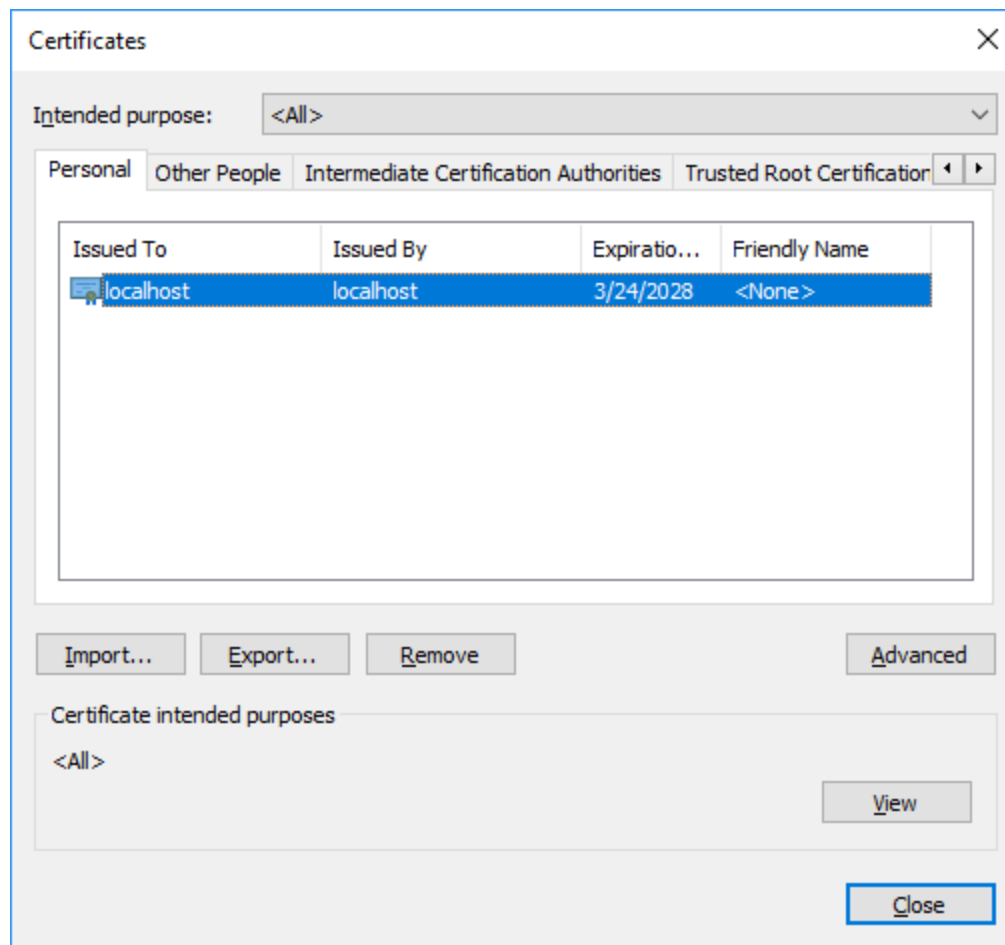 Certificates
Intended purpose: <All>
Personal Other People Intermediate Certification Authorities Trusted Root Certification
Issued To Issued By Expiratio... Friendly Name
localhost localhost 3/24/2028 <None>
Import... Export... Remove Advanced
Certificate intended purposes
<All>
View
Close